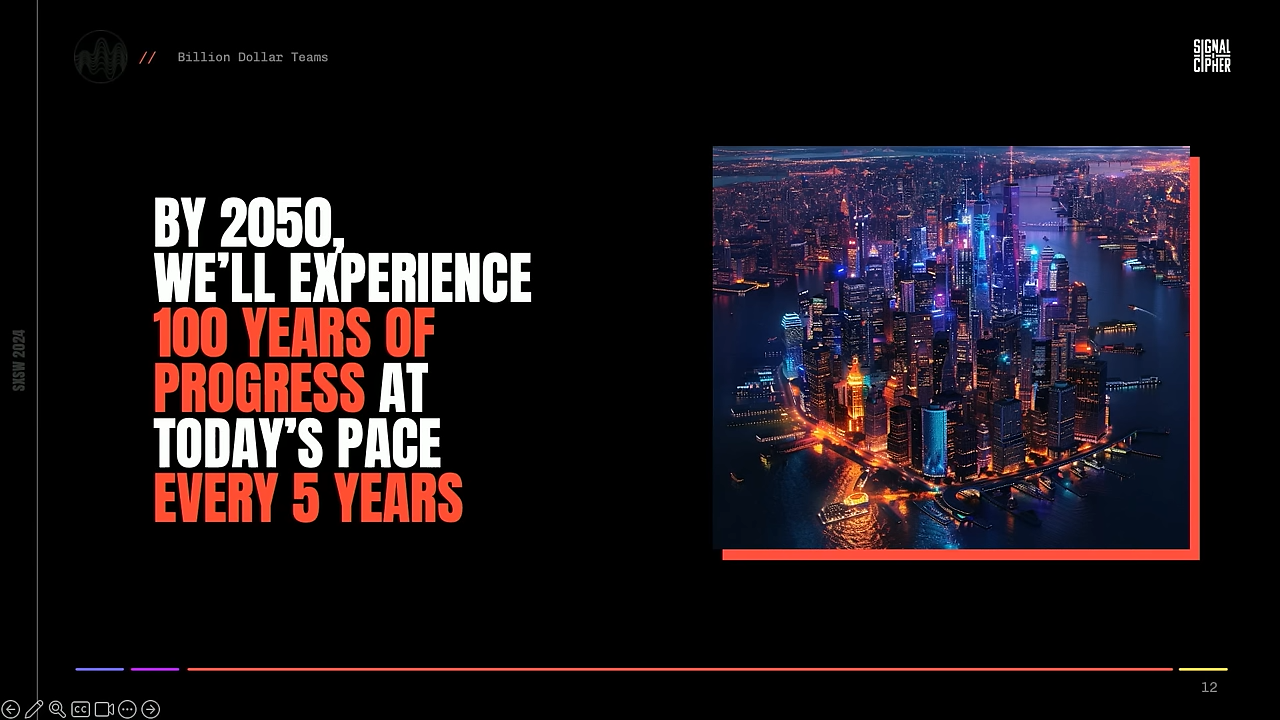 // Billion Dollar Teams
SIGNAL
CIPHER
BY 2050,
WE’LL EXPERIENCE
100 YEARS OF
PROGRESS AT
TODAY’S PACE
EVERY 5 YEARS
SXSW 2024
12
CC